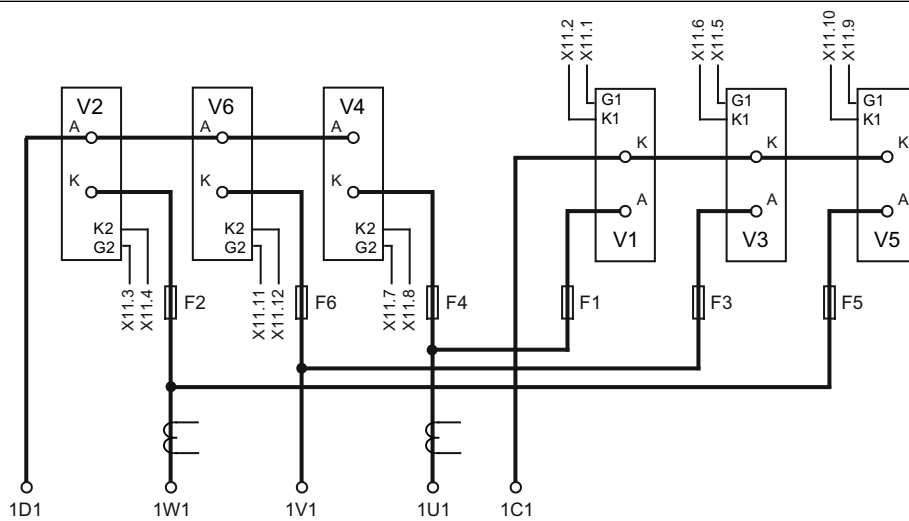 X11.2
X11.1
X11.6
X11.5
X11.10
X11.9
V2
V6
V4
G1
K1
G1
K1
G1
K1
A
A
A
K
K
K
K
K
K
A
A
A
K2
G2
K2
G2
K2
G2
V1
V3
V5
X11.3
X11.4
X11.11
X11.12
X11.7
X11.8
F2
F6
F4
F1
F3
F5
1D1
1W1
1V1
1U1
1C1